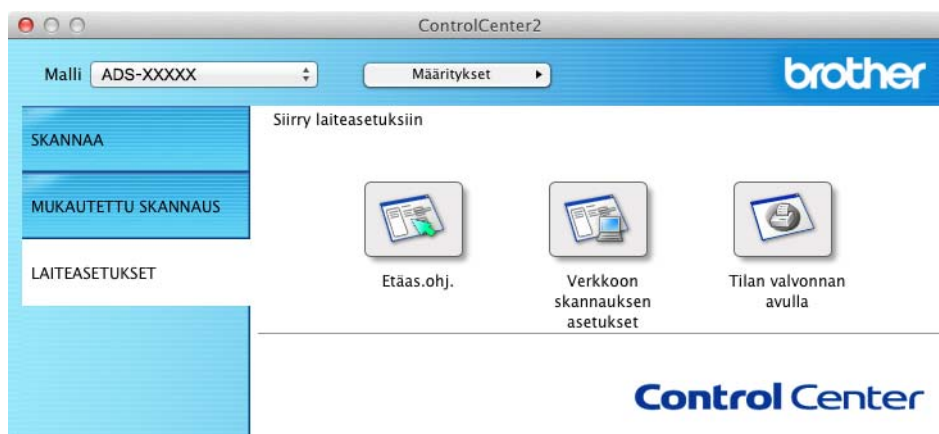 ControlCenter2
Malli ADS-XXXXX Määritykset
brother
SKANNAA
MUKAUTETTU SKANNAUS
LAITEASETUKSET
Siirry laiteasetuksiin
Etäas.ohj.
Verkkoon
skannauksen
asetukset
Tilan valvonnan
avulla
Control Center